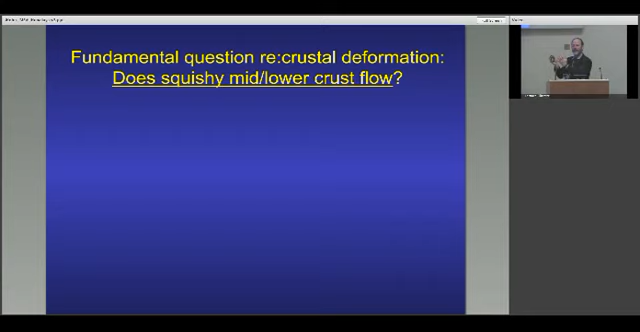 Fundamental question re:crustal deformation:
Does squishy mid/lower crust flow?